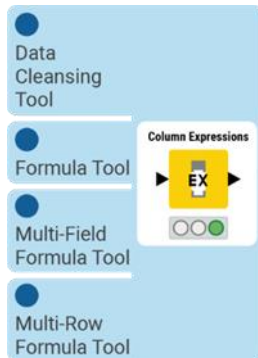 Data
Cleansing
Tool
Formula Tool
Multi-Field
Formula Tool
Multi-Row
Formula Tool
Column Expressions
EX